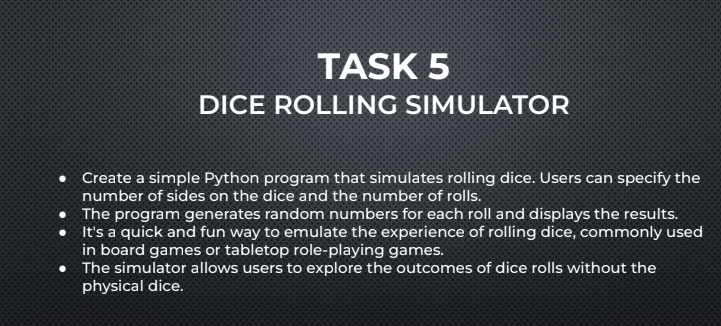 TASK 5
DICE ROLLING SIMULATOR
● Create a simple Python program that simulates rolling dice. Users can specify the
number of sides on the dice and the number of rolls.
● The program generates random numbers for each roll and displays the results.
● It's a quick and fun way to emulate the experience of rolling dice, commonly used
in board games or tabletop role-playing games.
● The simulator allows users to explore the outcomes of dice rolls without the
physical dice.